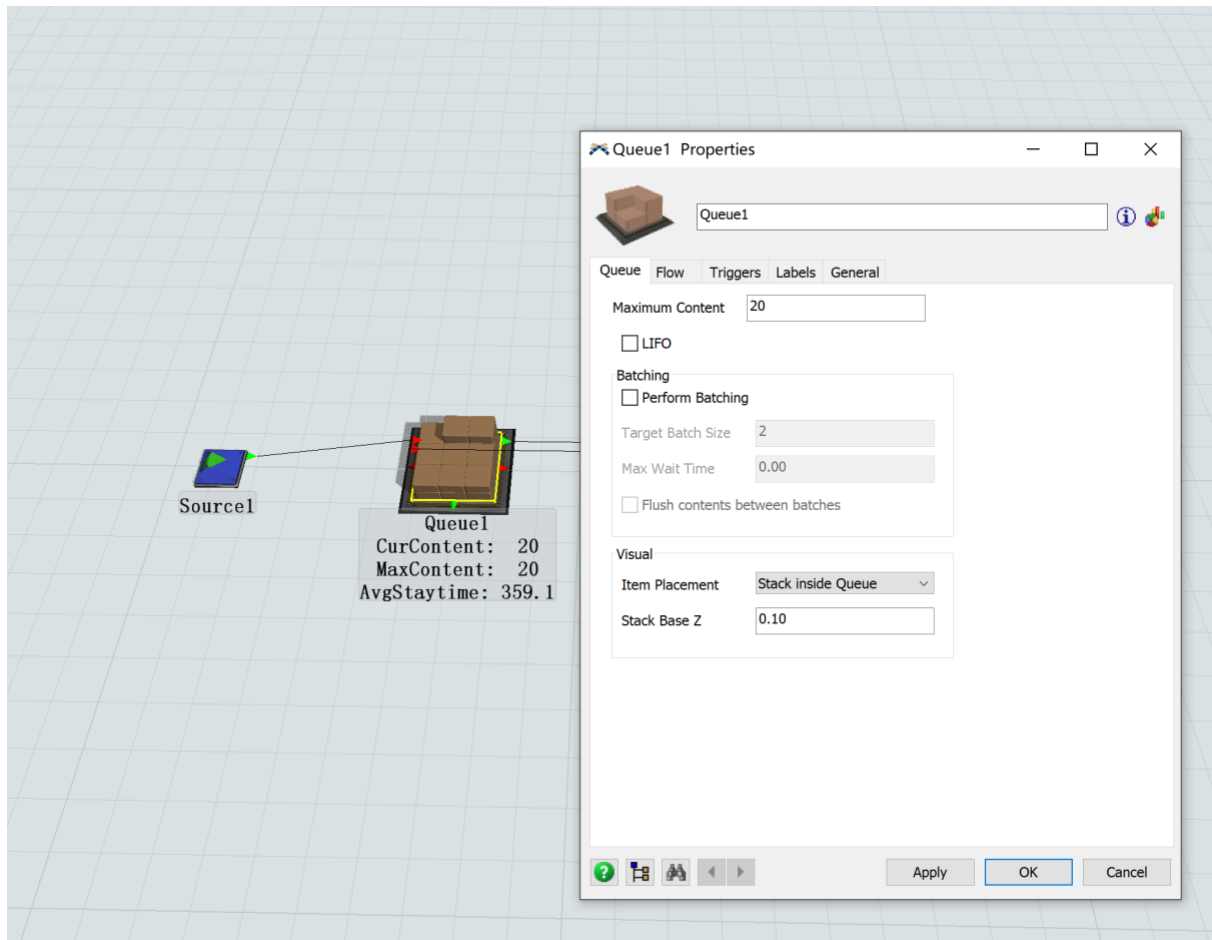 Queue1 Properties
Queue1
Queue Flow Triggers Labels General
Maximum Content 20
LIFO
Batching
Perform Batching
Target Batch Size 2
Max Wait Time 0.00
Flush contents between batches
Visual
Item Placement Stack inside Queue
Stack Base Z 0.10
Apply OK Cancel
Source1
Queue1
CurContent: 20
MaxContent: 20
AvgStaytime: 359.1